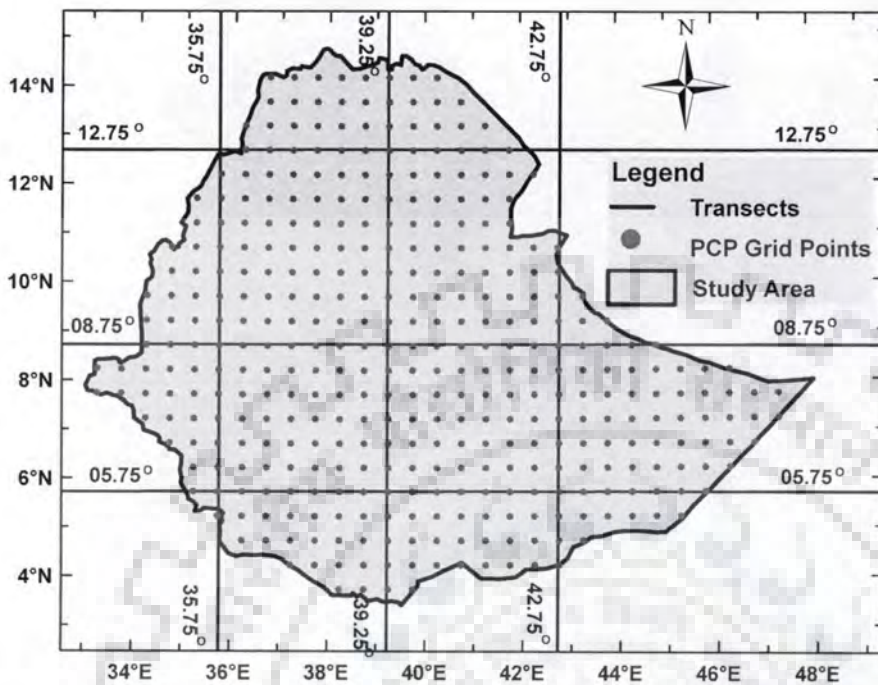 35.75°
39.25°
42.75°
N
14°N
12.75°
12.75°
12°N
Legend
Transects
PCP Grid Points
Study Area
10°N
08.75°
08.75°
8°N
6°N
05.75°
05.75°
4°N
35.75°
39.25°
42.75°
34°E
36°E
38°E
40°E
42°E
44°E
46°E
48°E